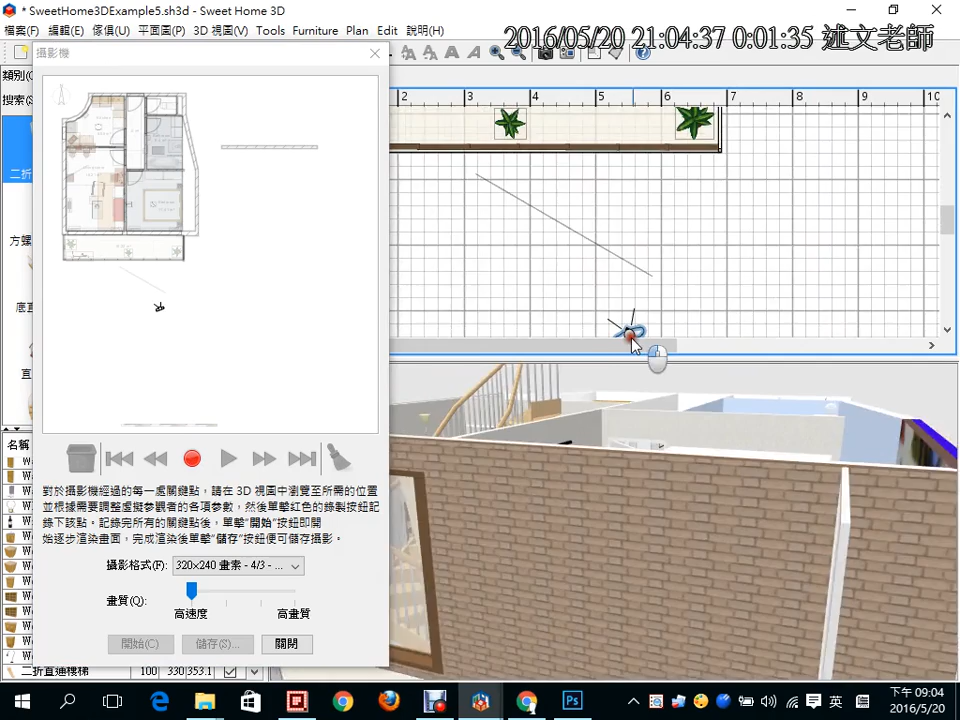 * SweetHome3DExample5.sh3d - Sweet Home 3D
檔案(F) 編輯(E) 傢俱(U) 平面圖(P) 3D 視圖(V) Tools Furniture Plan Edit 說明(H)
2016/05/20 21:04:37 0:01:35 述文老師
攝影機
類別
搜索(S
2 3 4 5 6 7 8 9 10
二折
方螺
底直
直
名稱
對於攝影機經過的每一處關鍵點，請在 3D 視圖中瀏覽至所需的位置
並根據需要調整虛擬參觀者的各項參數，然後單擊紅色的錄製按鈕記
錄下該點。記錄完所有的關鍵點後，單擊"開始"按鈕即開
始逐步渲染畫面，完成渲染後單擊"儲存"按鈕便可儲存攝影。
攝影格式(F): 320×240 畫素 - 4/3 - ...
畫質(Q):
高速度 高畫質
開始(C) 儲存(S)... 關閉
二折直通樓梯 100 330 353.1
英
下午 09:04
2016/5/20